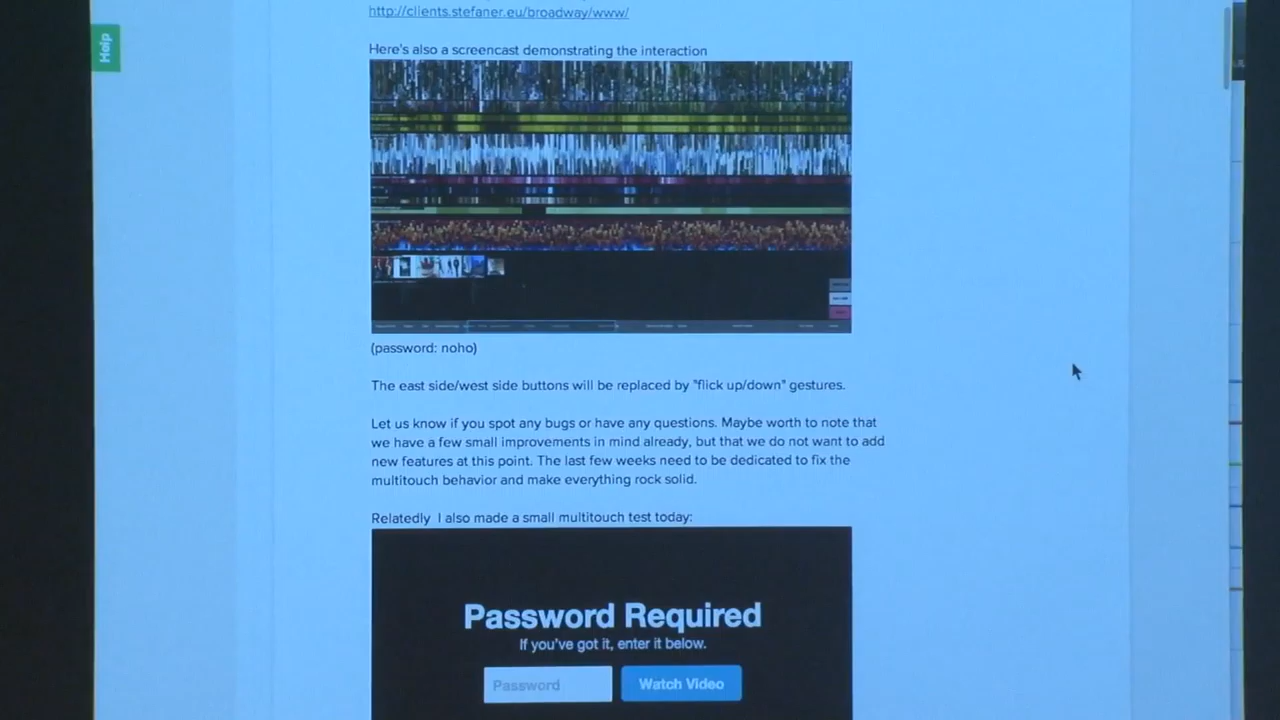 http://clients.stefaner.eu/broadway/www/
Help
Here's also a screencast demonstrating the interaction
(password: noho)
The east side/west side buttons will be replaced by "flick up/down" gestures.
Let us know if you spot any bugs or have any questions. Maybe worth to note that
we have a few small improvements in mind already, but that we do not want to add
new features at this point. The last few weeks need to be dedicated to fix the
multitouch behavior and make everything rock solid.
Relatedly I also made a small multitouch test today:
Password Required
If you've got it, enter it below.
Password
Watch Video